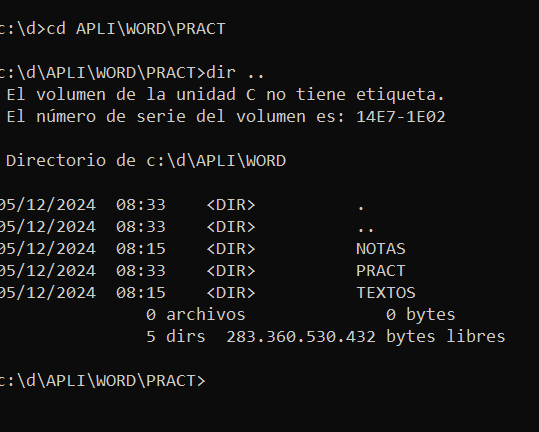 c:\d>cd APLI\WORD\PRACT
c:\d\APLI\WORD\PRACT>dir ..
El volumen de la unidad C no tiene etiqueta.
El número de serie del volumen es: 14E7-1E02
Directorio de c:\d\APLI\WORD
05/12/2024  08:33    <DIR>          .
05/12/2024  08:33    <DIR>          ..
05/12/2024  08:15    <DIR>          NOTAS
05/12/2024  08:33    <DIR>          PRACT
05/12/2024  08:15    <DIR>          TEXTOS
0 archivos              0 bytes
5 dirs  283.360.530.432 bytes libres
c:\d\APLI\WORD\PRACT>